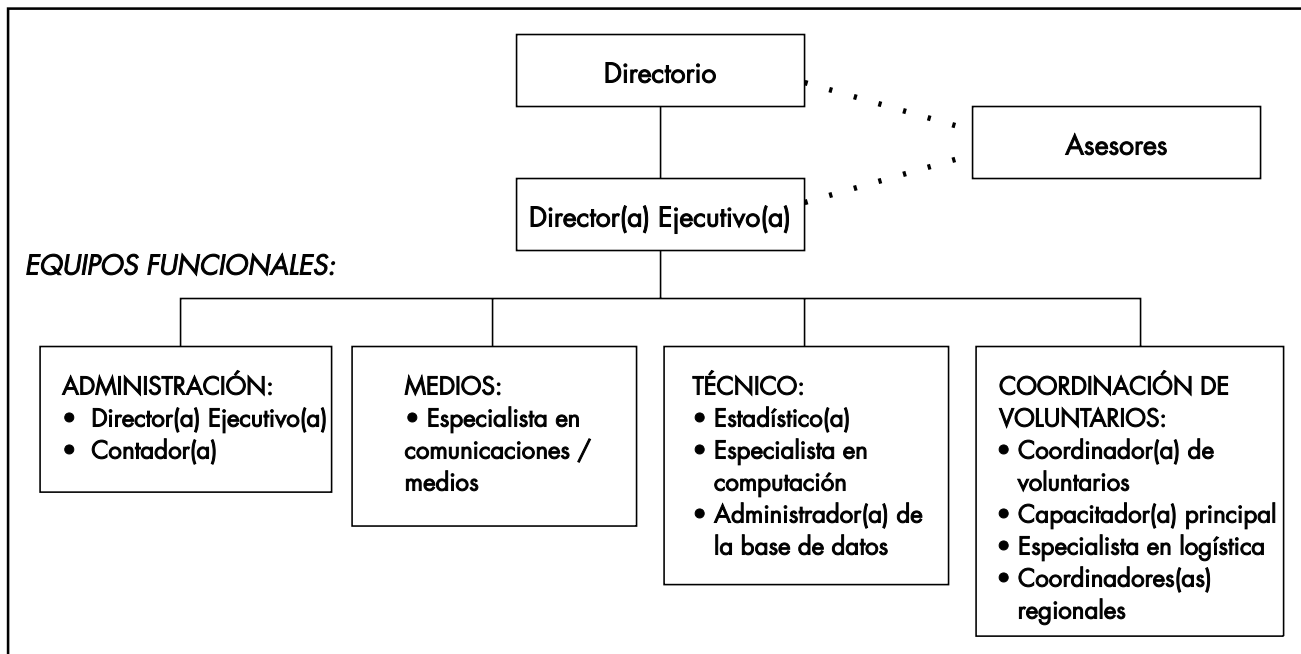 Directorio
Asesores
Director(a) Ejecutivo(a)
EQUIPOS FUNCIONALES:
ADMINISTRACIÓN:
• Director(a) Ejecutivo(a)
• Contador(a)
MEDIOS:
• Especialista en
comunicaciones /
medios
TÉCNICO:
• Estadístico(a)
• Especialista en
computación
• Administrador(a) de
la base de datos
COORDINACIÓN DE
VOLUNTARIOS:
• Coordinador(a) de
voluntarios
• Capacitador(a) principal
• Especialista en logística
• Coordinadores(as)
regionales